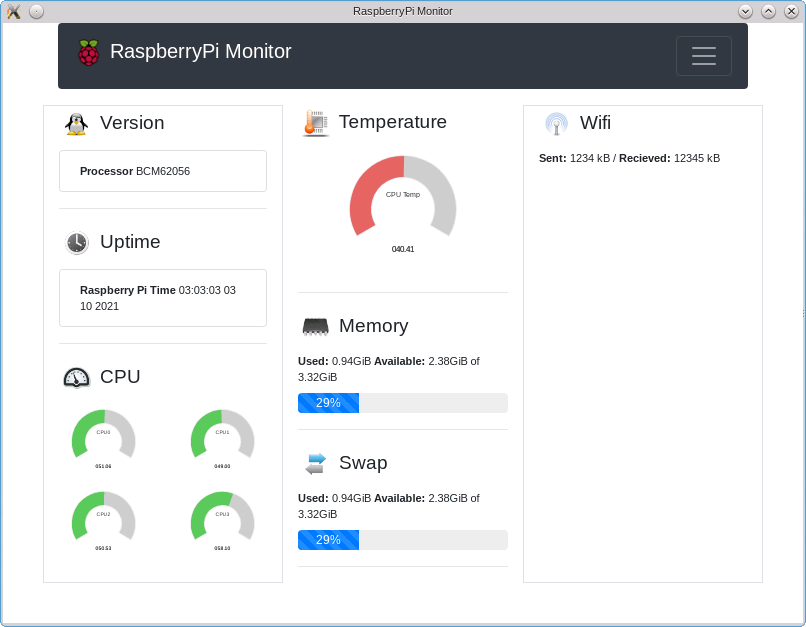 RaspberryPi Monitor
RaspberryPi Monitor
Version
Processor BCM62056
Uptime
Raspberry Pi Time 03:03:03 03
10 2021
CPU
CPU0
051.06
CPU1
049.80
CPU2
050.53
CPU3
058.10
Temperature
CPU Temp
040.41
Memory
Used: 0.94GiB Available: 2.38GiB of
3.32GiB
29%
Swap
Used: 0.94GiB Available: 2.38GiB of
3.32GiB
29%
Wifi
Sent: 1234 kB / Recieved: 12345 kB